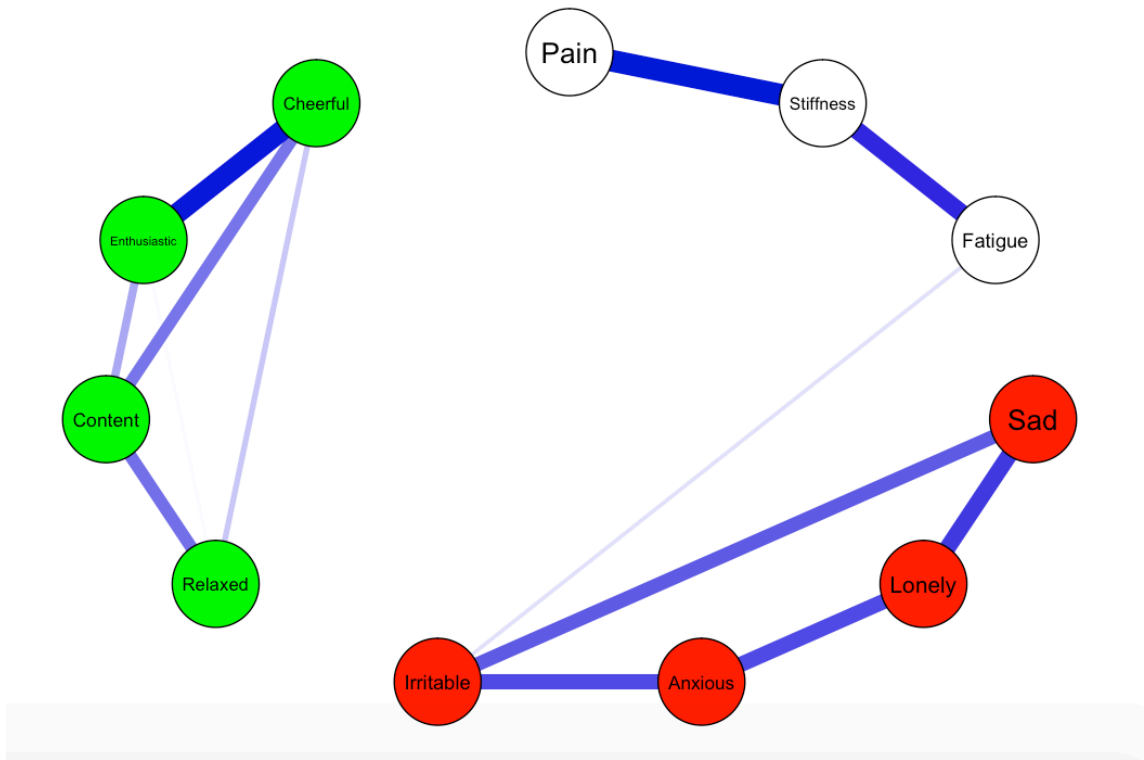 Pain
Cheerful
Stiffness
Enthusiastic
Fatigue
Content
Sad
Relaxed
Lonely
Irritable
Anxious